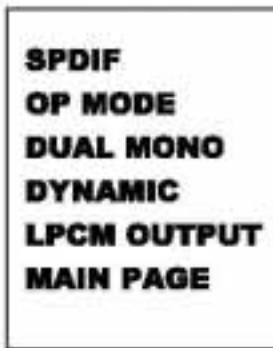 SPDIF
OP MODE
DUAL MONO
DYNAMIC
LPCM OUTPUT
MAIN PAGE